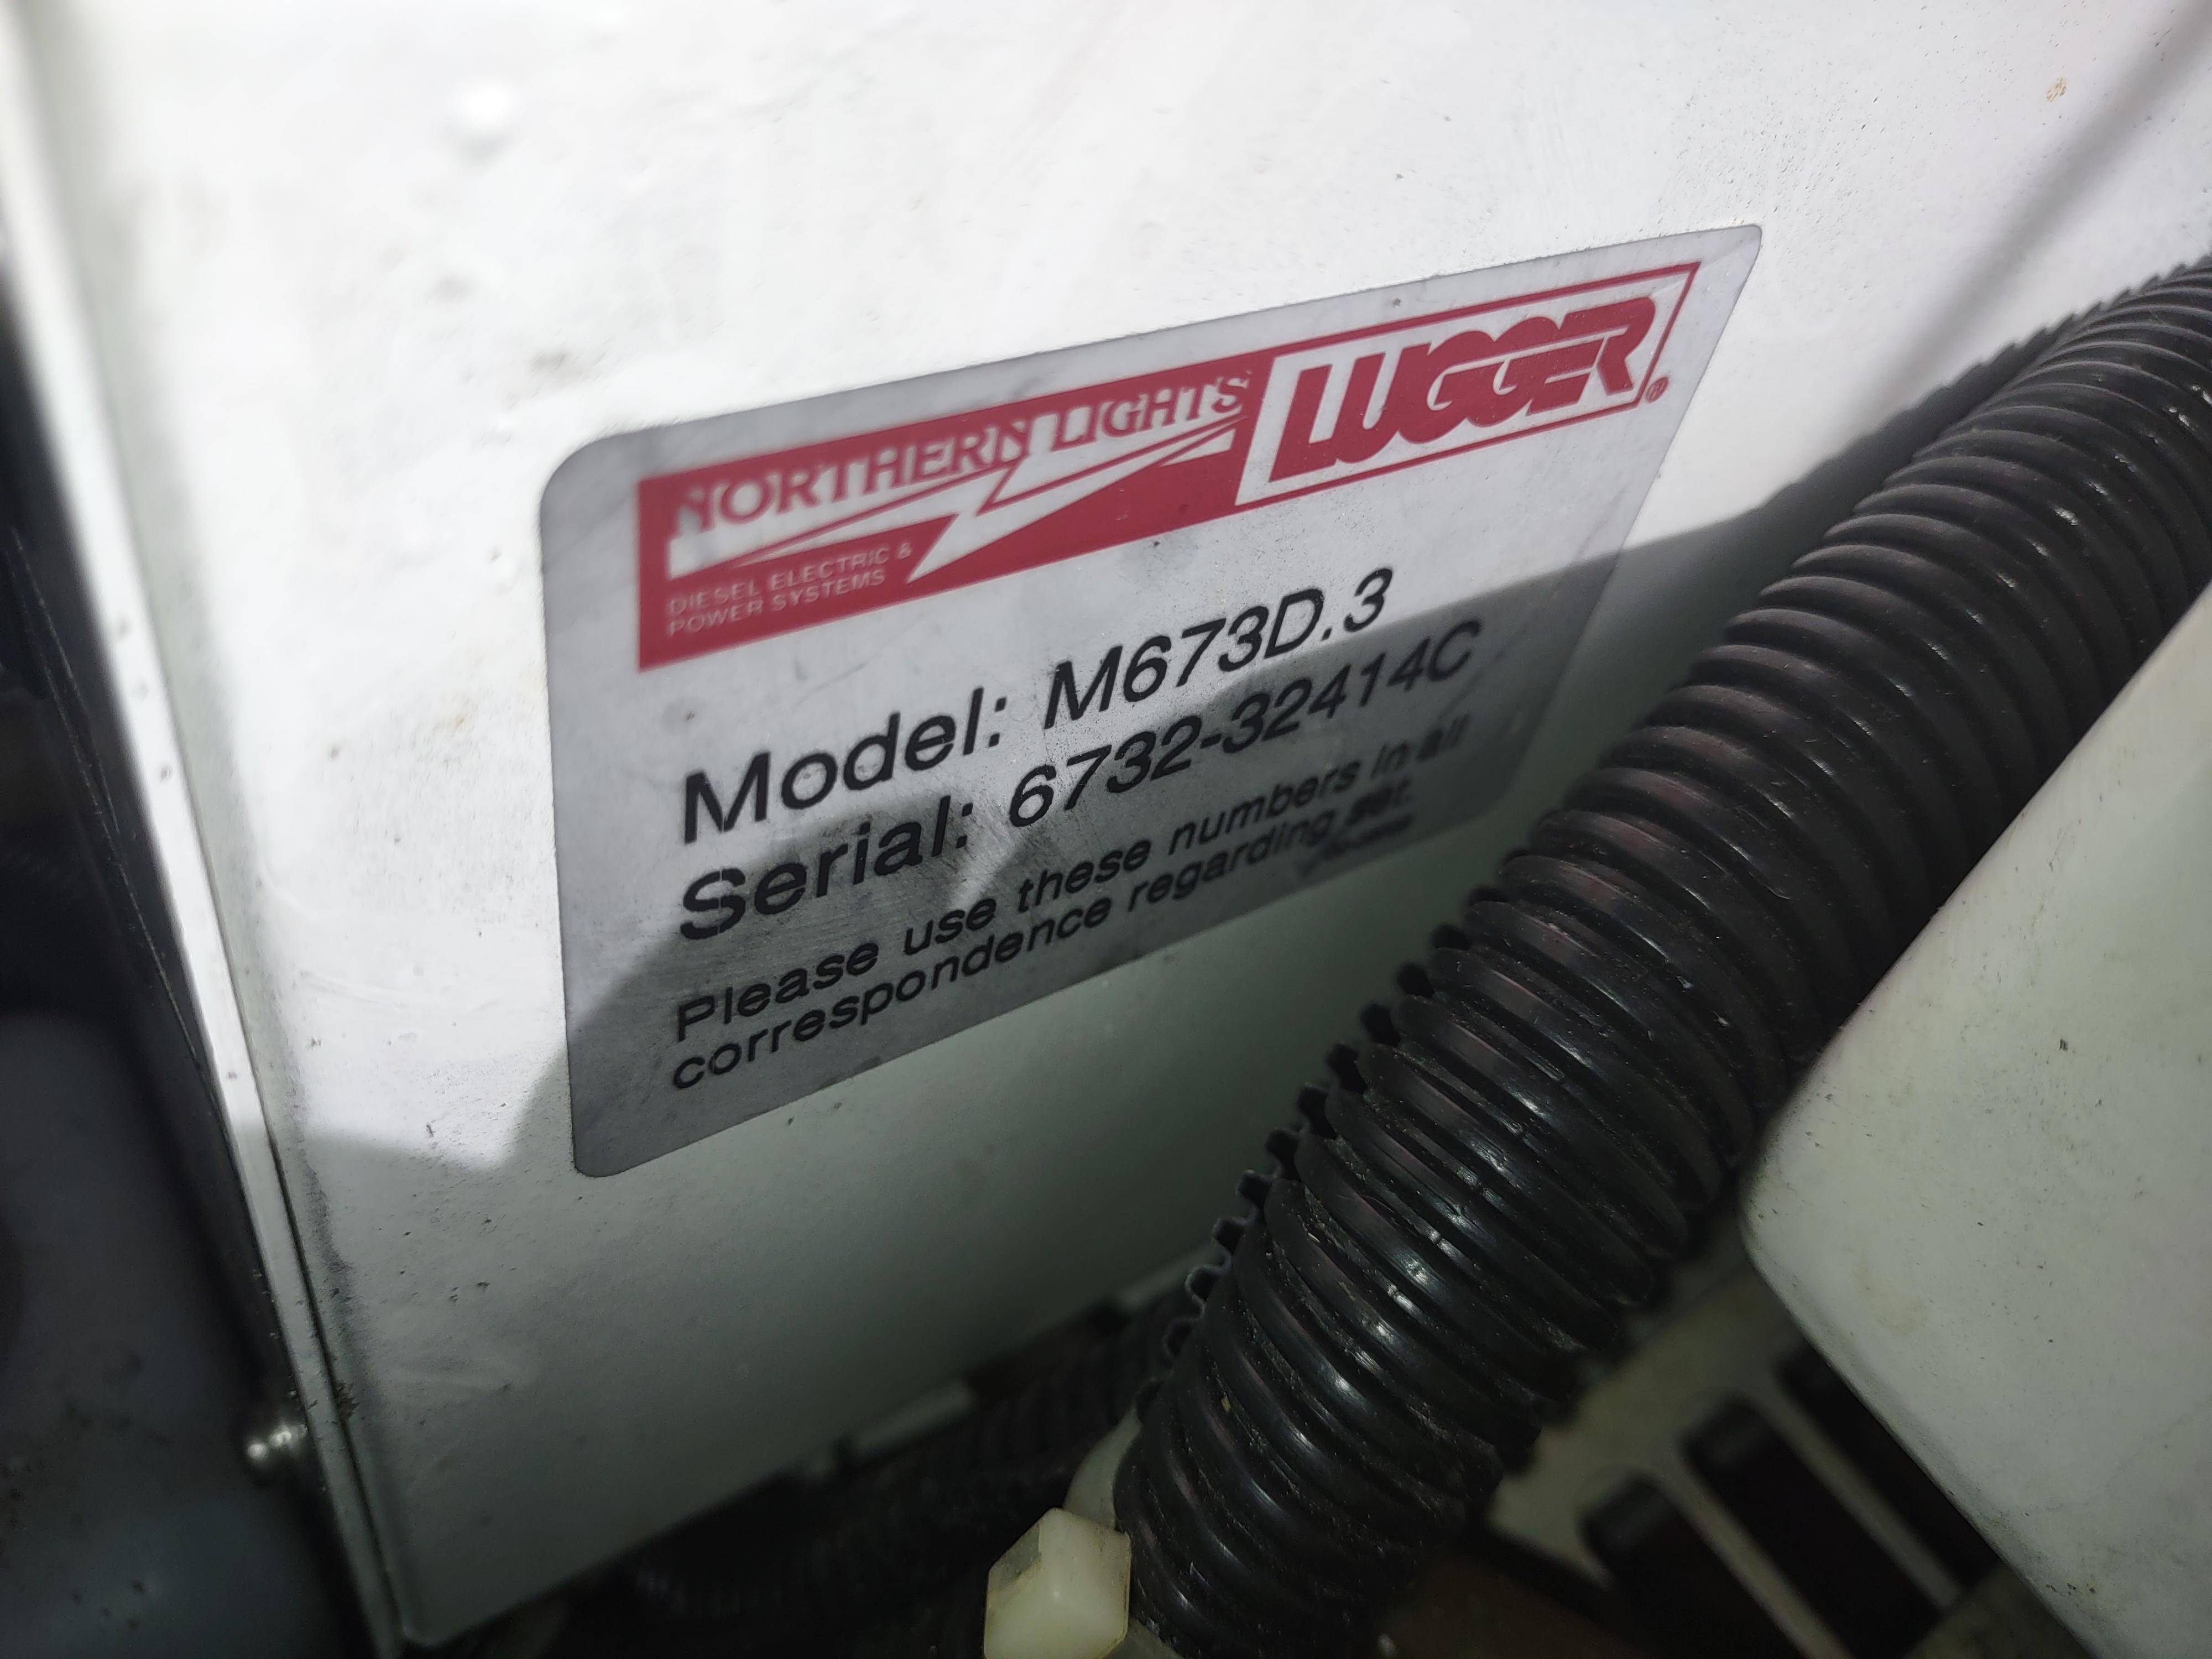 NORTHERN LIGHTS
LUGGER®
DIESEL ELECTRIC &
POWER SYSTEMS
Model: M673D.3
Serial: 6732-32414C
Please use these numbers in all
correspondence regarding set.